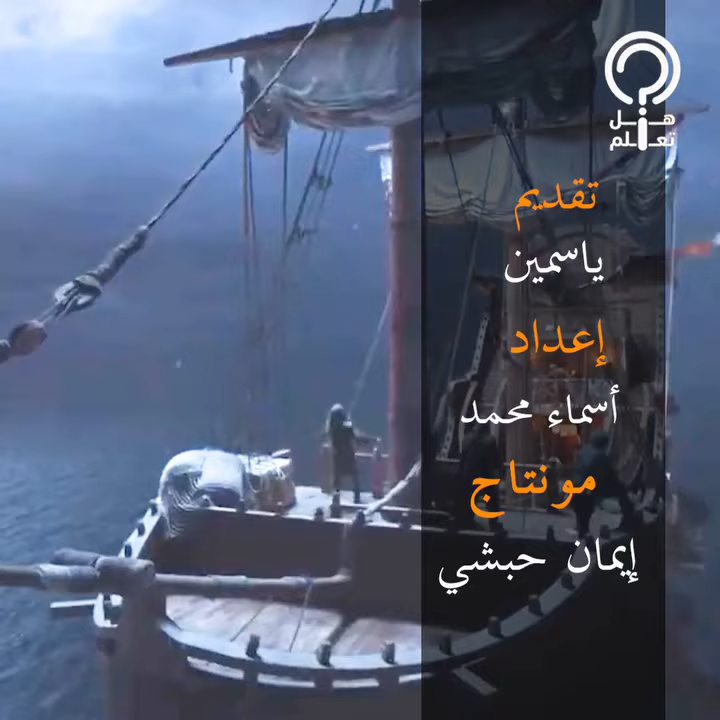 هل
تعلم
تقديم
ياسمين
إعداد
أسماء محمد
مونتاج
إيمان حبشي